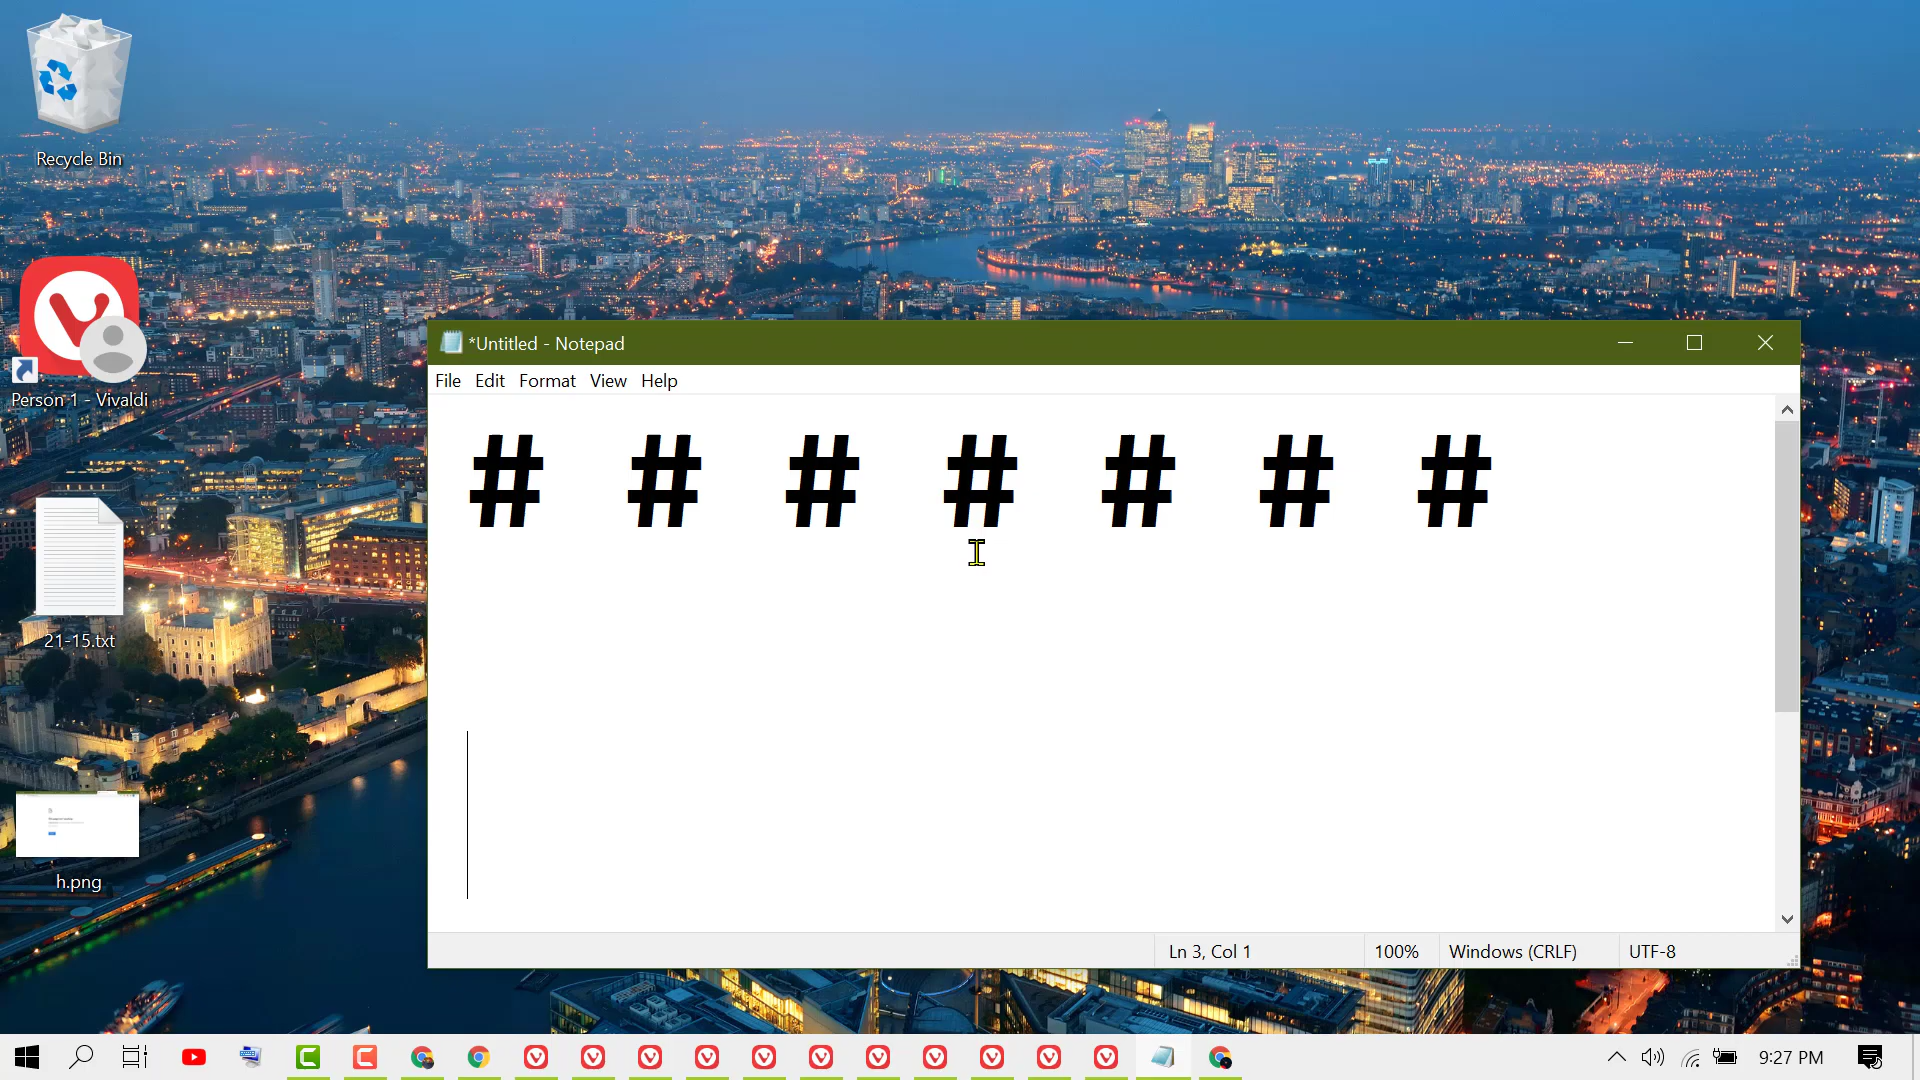 Recycle Bin
Person 1 - Vivaldi
21-15.txt
h.png
*Untitled - Notepad
File Edit Format View Help
# # # # # # #
Ln 3, Col 1 100% Windows (CRLF) UTF-8
9:27 PM